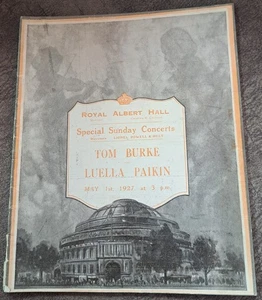 ROYAL ALBERT HALL
Special Sunday Concerts
TOM BURKE
LUELLA PAIKIN
MAY 1st 1932 at 3 p.m.